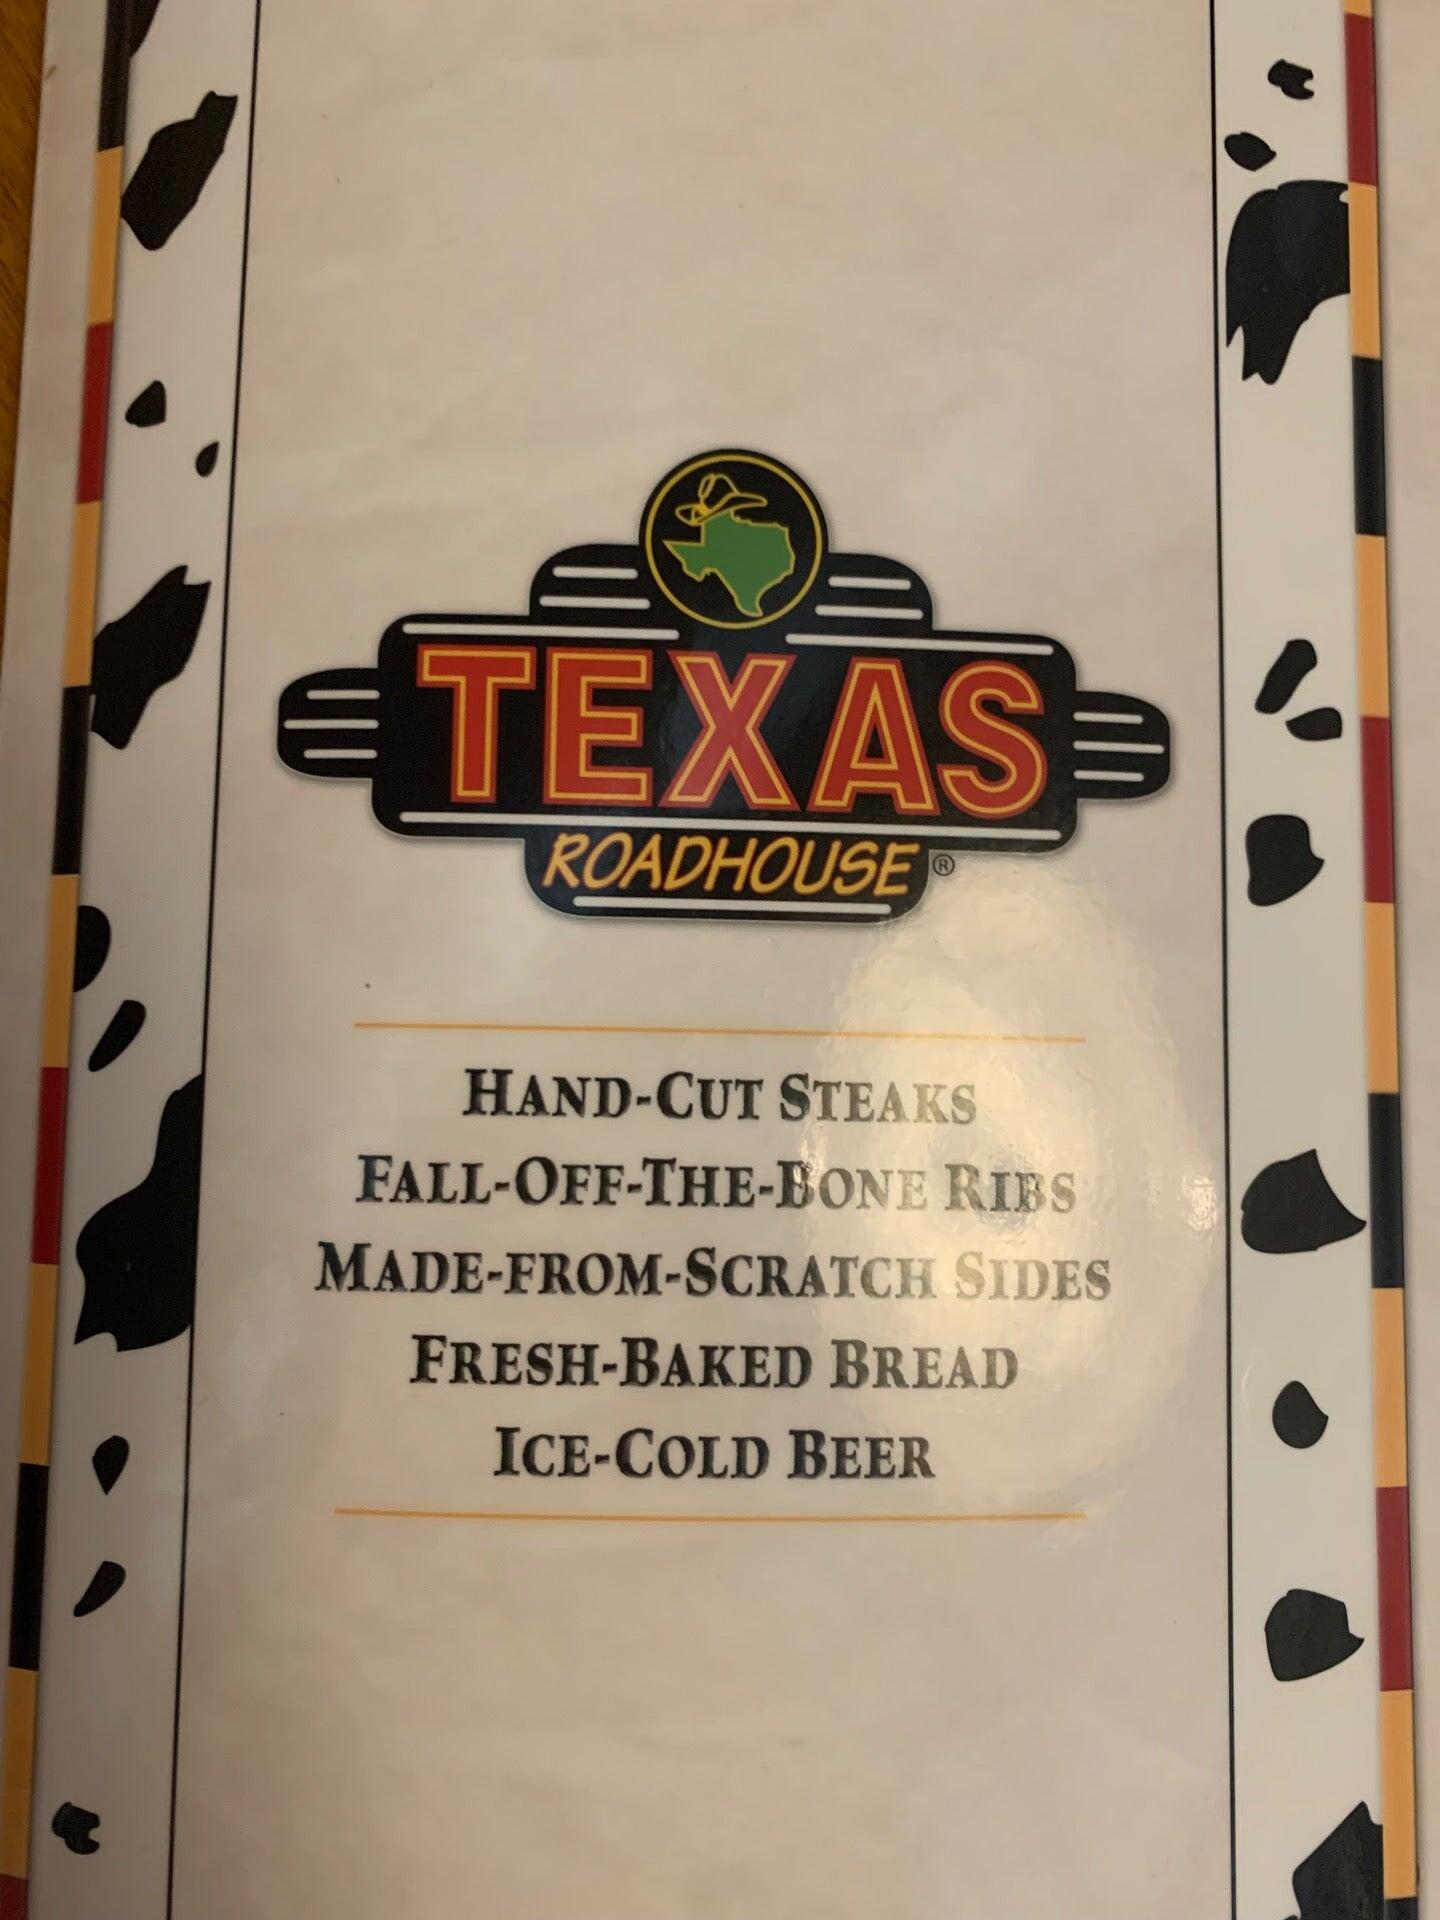 TEXAS
ROADHOUSE®
HAND-CUT STEAKS
FALL-OFF-THE-BONE RIBS
MADE-FROM-SCRATCH SIDES
FRESH-BAKED BREAD
ICE-COLD BEER